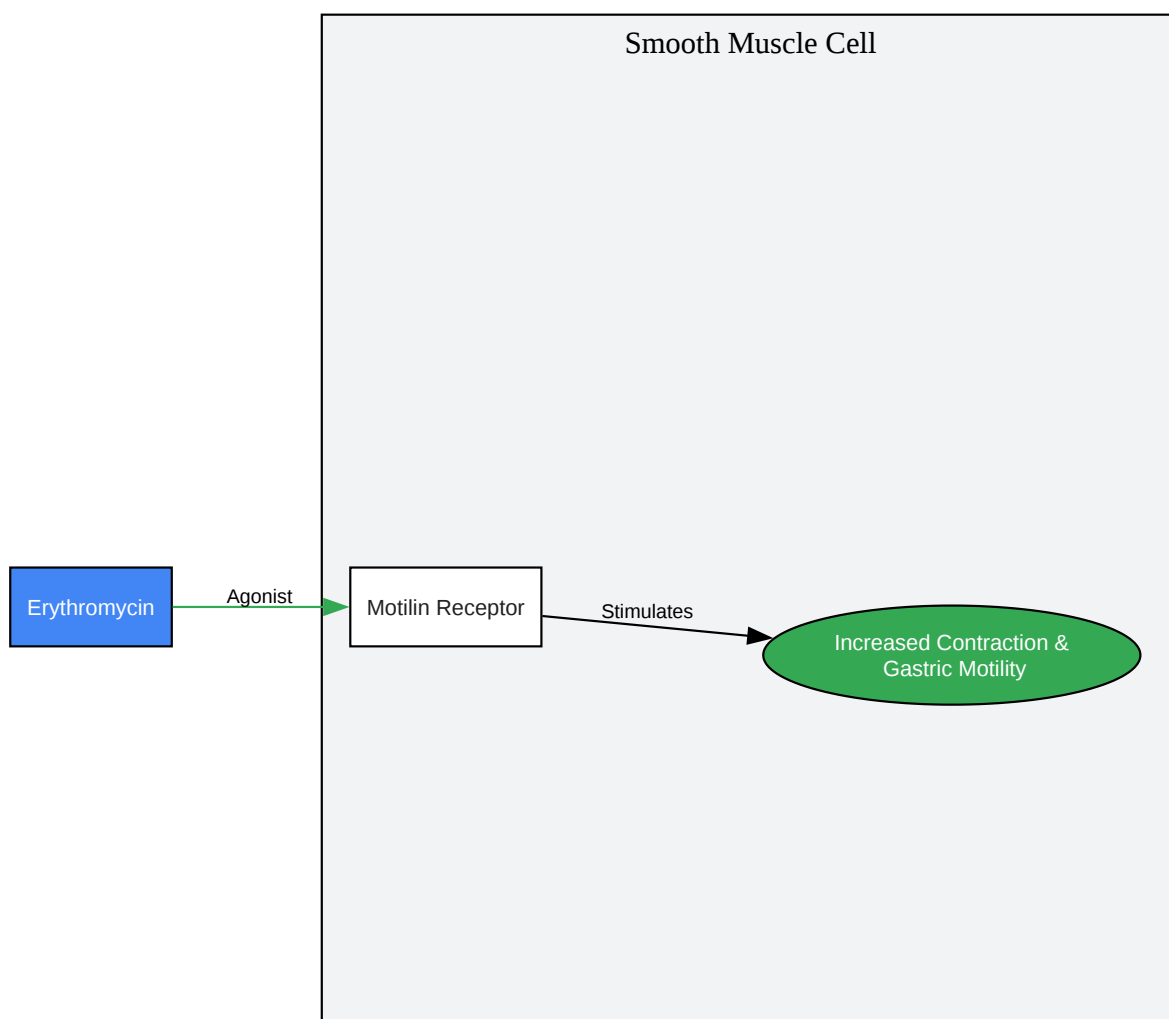 Smooth Muscle Cell
Erythromycin
Agonist
Motilin Receptor
Stimulates
Increased Contraction &
Gastric Motility